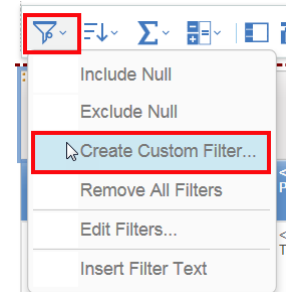 Include Null
Exclude Null
Create Custom Filter...
Remove All Filters
Edit Filters...
Insert Filter Text